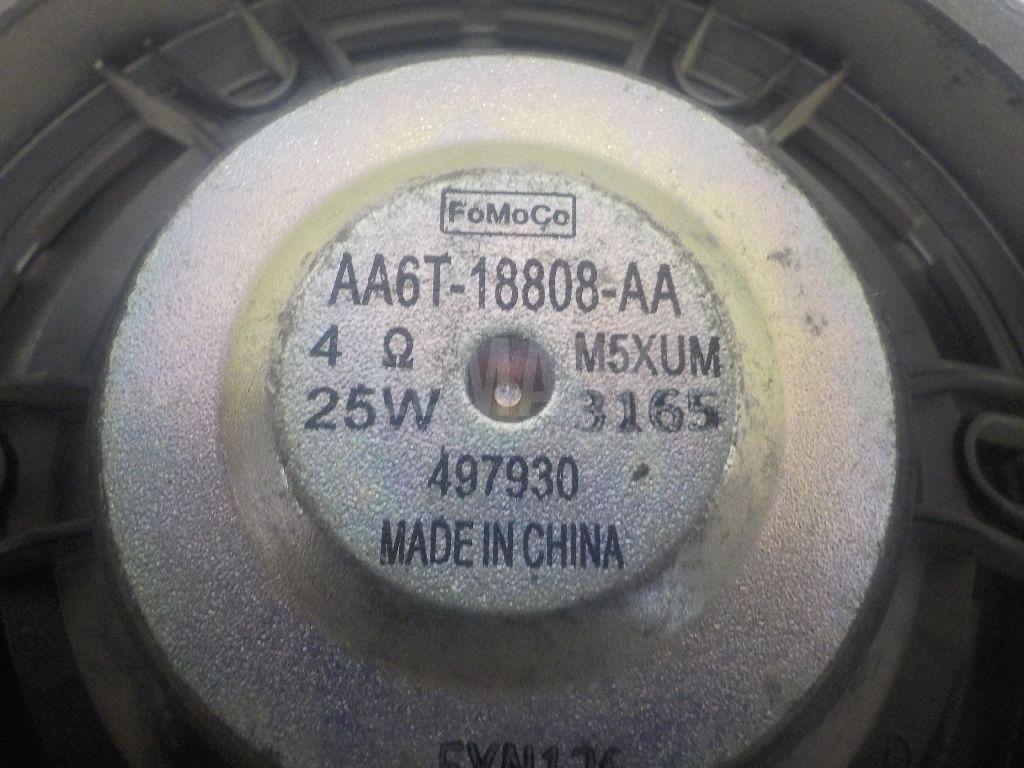 FoMoCo
AA6T-18808-AA
4 Ω M5XUM
25W 3165
497930
MADE IN CHINA